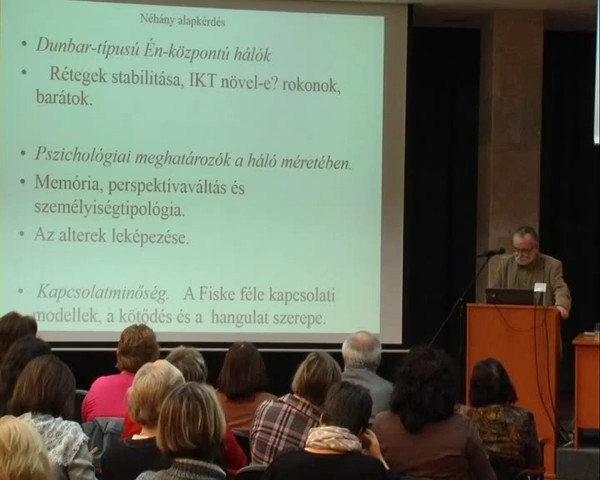 Néhány alapkérdés
• Dunbar-típusú Én-központú hálók
• Rétegek stabilitása, IKT növel-e? rokonok,
barátok.
• Pszichológiai meghatározók a háló méretében.
• Memória, perspektívaváltás és
személyiségtipológia.
• Az alterek leképezése.
• Kapcsolatminőség. A Fiske féle kapcsolati
modellek, a kötődés és a hangulat szerepe.